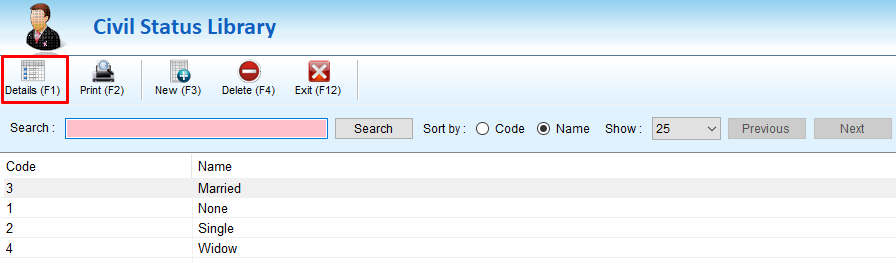 Civil Status Library
Details (F1) Print (F2) New (F3) Delete (F4) Exit (F12)
Search : Search Sort by : Code Name Show : 25 Previous Next
Code Name
3 Married
1 None
2 Single
4 Widow